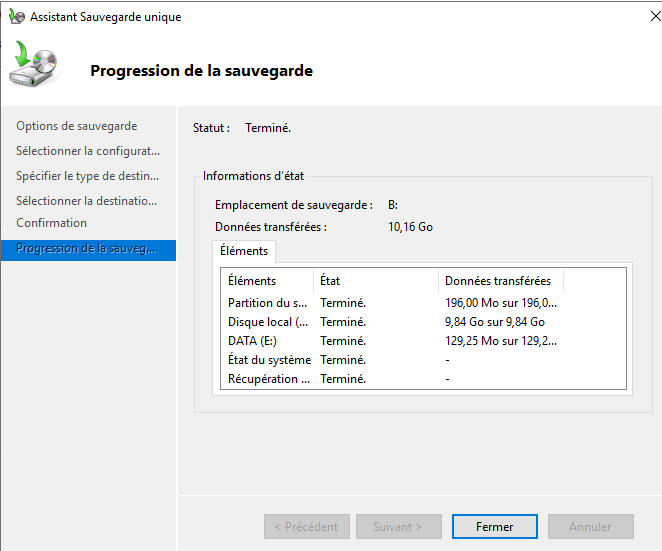 Assistant Sauvegarde unique
Progression de la sauvegarde
Options de sauvegarde
Sélectionner la configurat...
Spécifier le type de destin...
Sélectionner la destinatio...
Confirmation
Progression de la sauveg...
Statut : Terminé.
Informations d'état
Emplacement de sauvegarde : B:
Données transférées : 10,16 Go
Éléments
Éléments État Données transférées
Partition du s... Terminé. 196,00 Mo sur 196,0...
Disque local (... Terminé. 9,84 Go sur 9,84 Go
DATA (E:) Terminé. 129,25 Mo sur 129,2...
État du système Terminé. -
Récupération ... Terminé. -
< Précédent Suivant > Fermer Annuler